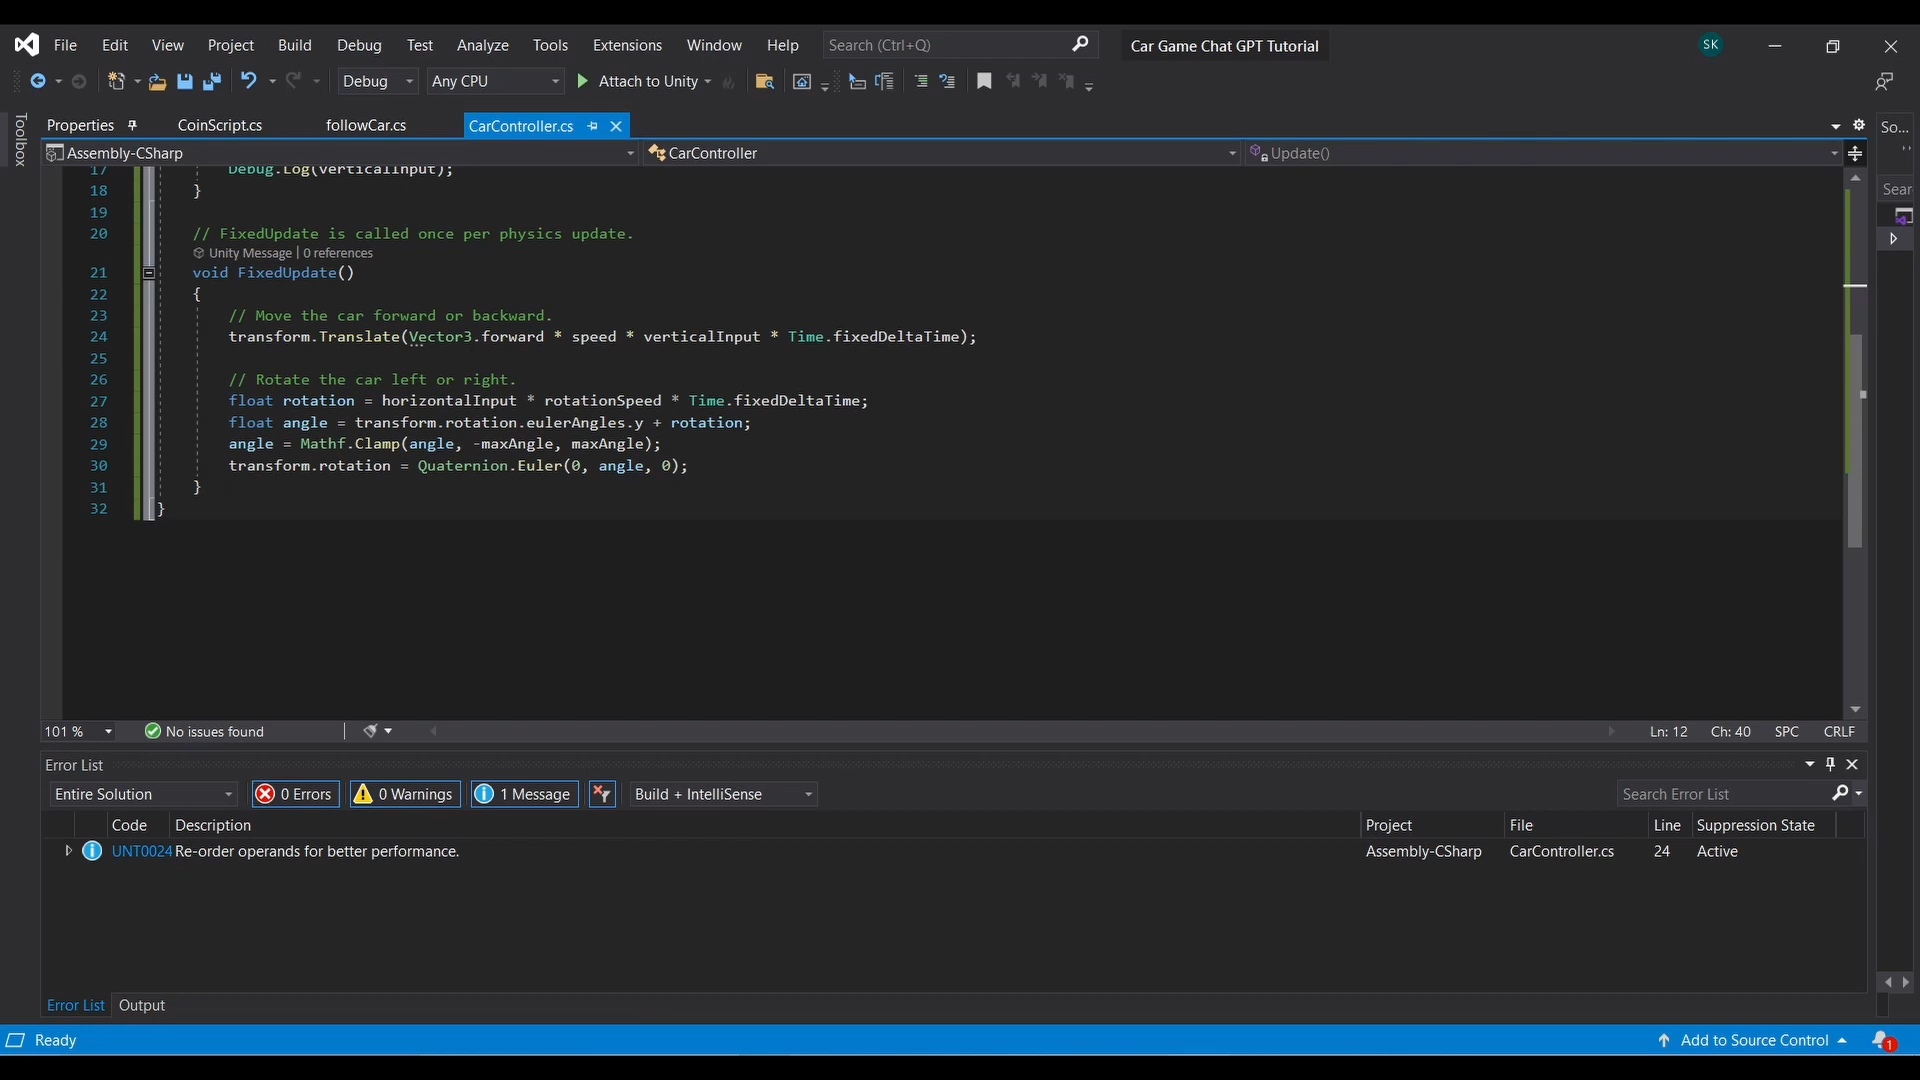 File Edit View Project Build Debug Test Analyze Tools Extensions Window Help Search (Ctrl+Q) Car Game Chat GPT Tutorial SK
Debug Any CPU Attach to Unity
Toolbox
Properties CoinScript.cs followCar.cs CarController.cs So...
Assembly-CSharp CarController Update()
17 Debug.Log(verticalInput);
18 }
Sear
19
20 // FixedUpdate is called once per physics update.
Unity Message | 0 references
21 void FixedUpdate()
22 {
23 // Move the car forward or backward.
24 transform.Translate(Vector3.forward * speed * verticalInput * Time.fixedDeltaTime);
25
26 // Rotate the car left or right.
27 float rotation = horizontalInput * rotationSpeed * Time.fixedDeltaTime;
28 float angle = transform.rotation.eulerAngles.y + rotation;
29 angle = Mathf.Clamp(angle, -maxAngle, maxAngle);
30 transform.rotation = Quaternion.Euler(0, angle, 0);
31 }
32 }
101 % No issues found Ln: 12 Ch: 40 SPC CRLF
Error List
Entire Solution 0 Errors 0 Warnings 1 Message Build + IntelliSense Search Error List
Code Description Project File Line Suppression State
UNT0024 Re-order operands for better performance. Assembly-CSharp CarController.cs 24 Active
Error List Output
Ready Add to Source Control 1